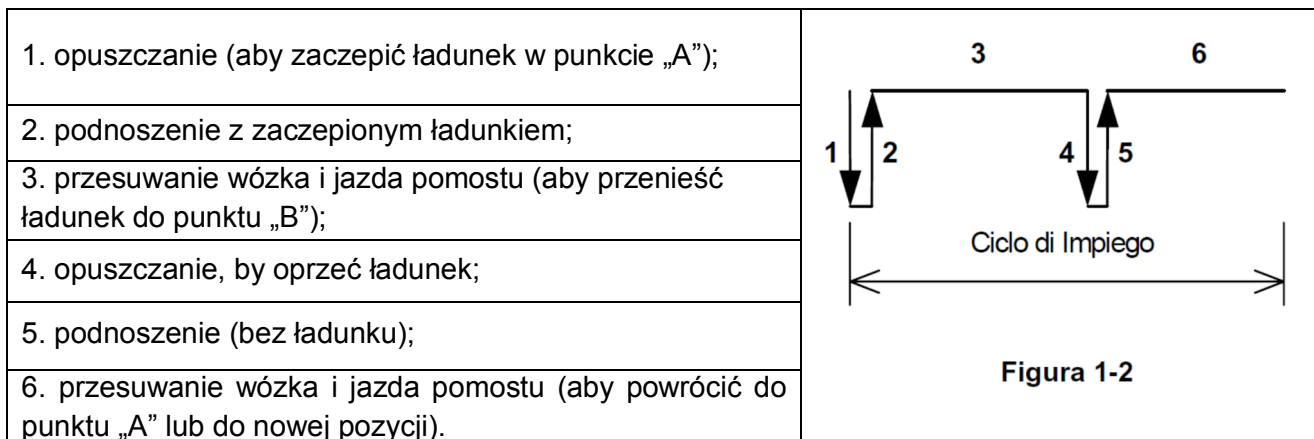 1. opuszczanie (aby zaczepić ładunek w punkcie „A”);
2. podnoszenie z zaczepionym ładunkiem;
3. przesuwanie wózka i jazda pomostu (aby przenieść
ładunek do punktu „B”);
4. opuszczanie, by oprzeć ładunek;
5. podnoszenie (bez ładunku);
6. przesuwanie wózka i jazda pomostu (aby powrócić do
punktu „A” lub do nowej pozycji).
3 6
1 2 4 5
Ciclo di Impiego
Figura 1-2